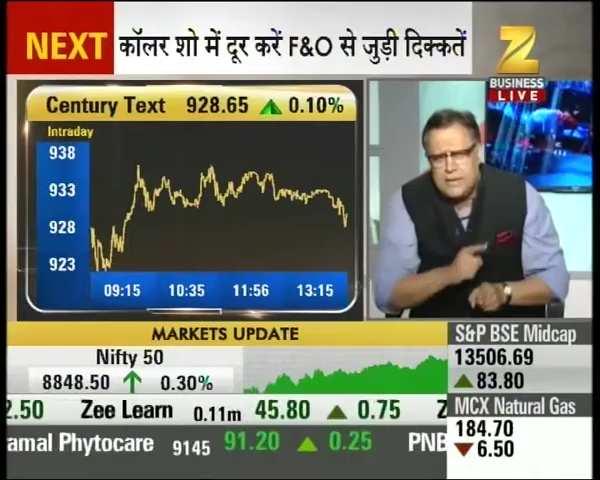 NEXT कॉलर शो में दूर करें F&O से जुड़ी दिक्कतें
Z
BUSINESS
LIVE
Century Text 928.65 0.10%
Intraday
938
933
928
923
09:15 10:35 11:56 13:15
MARKETS UPDATE
Nifty 50
8848.50 0.30%
S&P BSE Midcap
13506.69
83.80
MCX Natural Gas
184.70
6.50
2.50 Zee Learn 0.11m 45.80 0.75 Z
amal Phytocare 9145 91.20 0.25 PNB